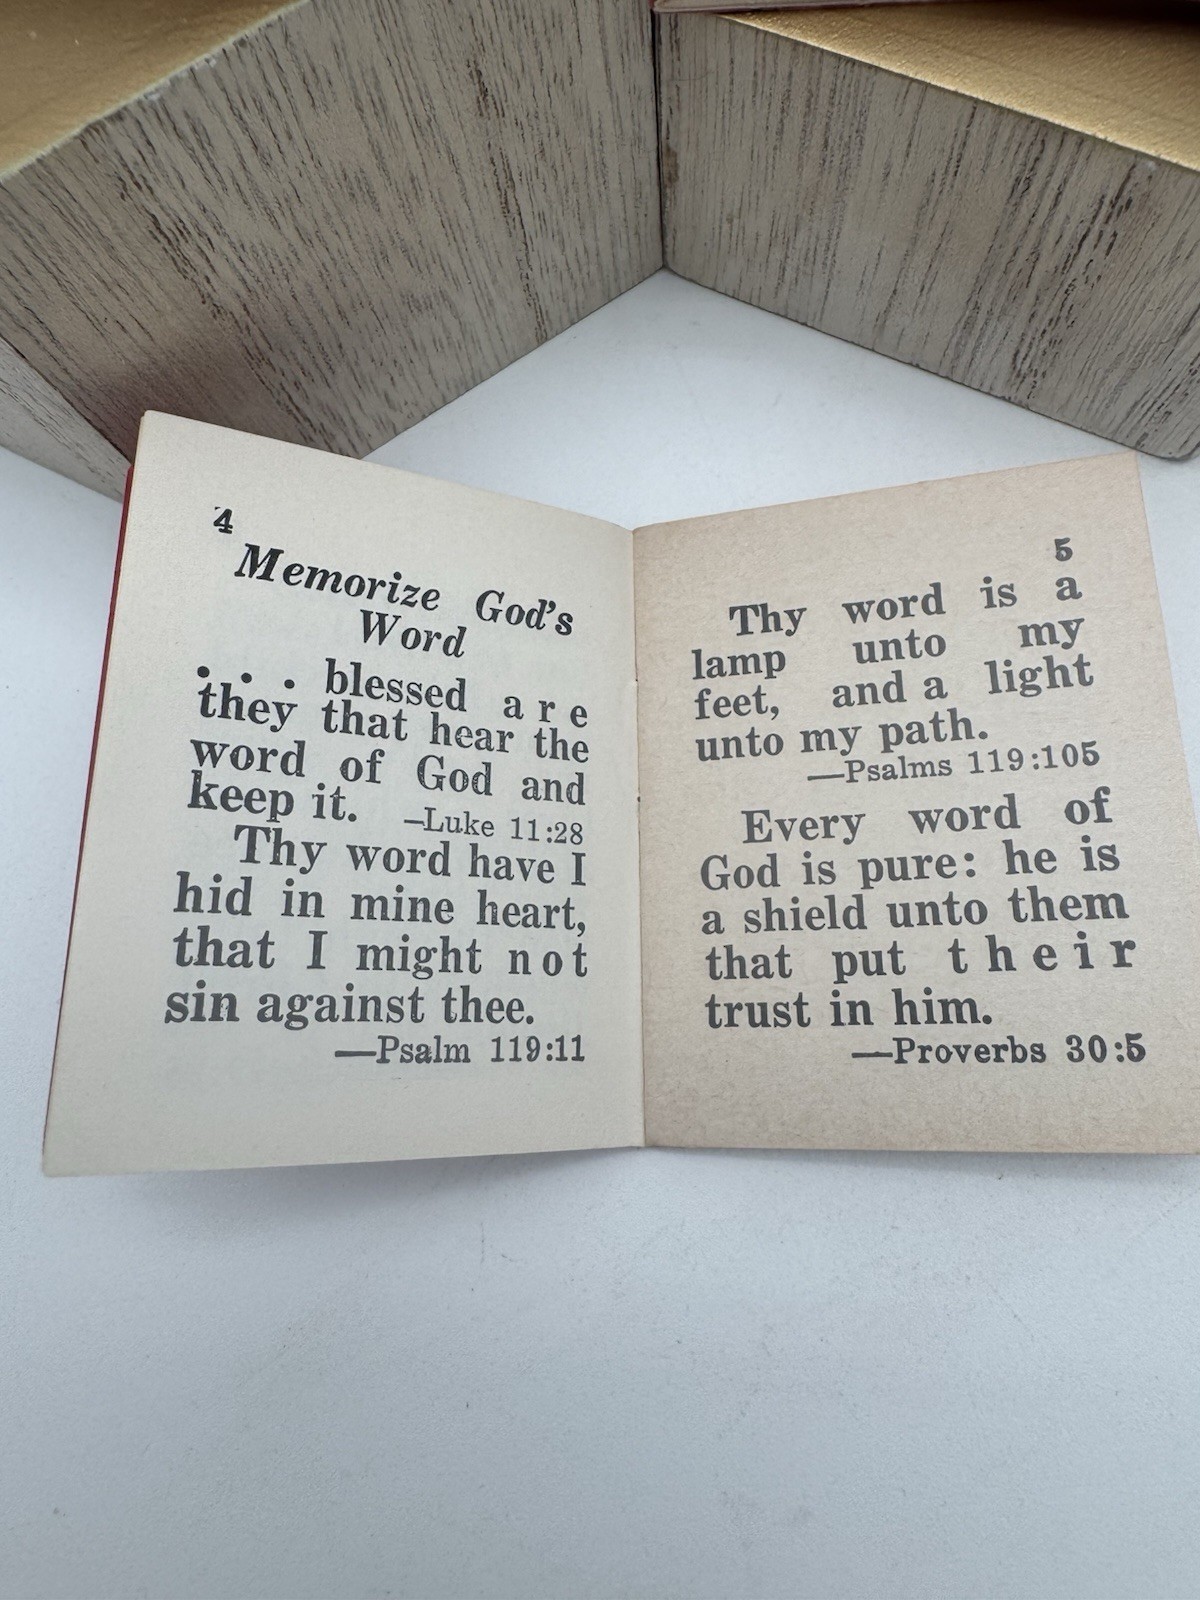 4
Memorize God's
Word
. . . blessed are
they that hear the
word of God and
keep it. —Luke 11:28
Thy word have I
hid in mine heart,
that I might not
sin against thee.
—Psalm 119:11
5
Thy word is a
lamp unto my
feet, and a light
unto my path.
—Psalms 119:105
Every word of
God is pure: he is
a shield unto them
that put their
trust in him.
—Proverbs 30:5